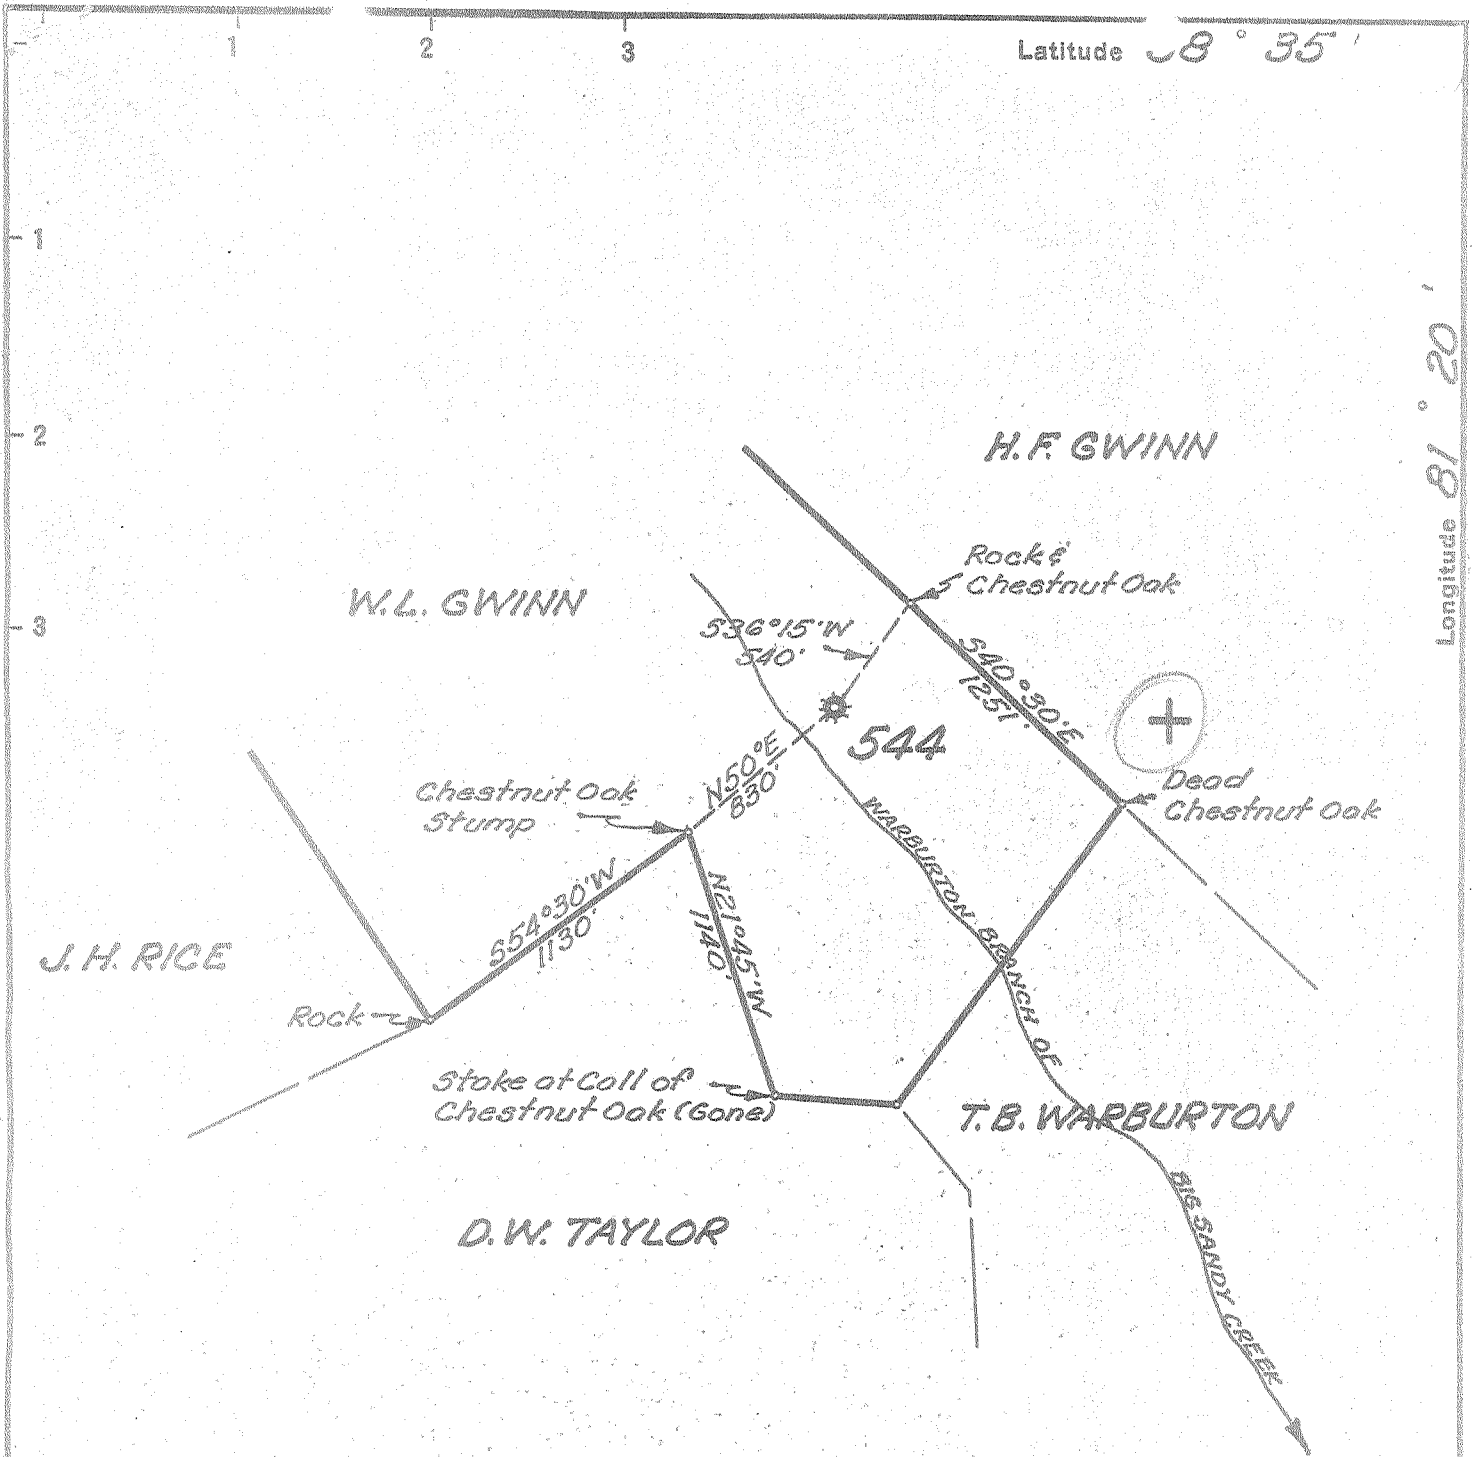 1 2 3
Latitude 8° 35'
1
2
3
Longitude 81° 20'
H.F. GWINN
Rock &
Chestnut Oak
W.L. GWINN
S36°15'W
540'
S40°30'E
1251'
544
N50°E
830'
Dead
Chestnut Oak
Chestnut Oak
Stump
WARBURTON BRANCH OF
S54°30'W
1130'
N21°45'W
1140'
J.H. RICE
Rock
Stake at Call of
Chestnut Oak (Gone)
T.B. WARBURTON
BIG SANDY CREEK
D.W. TAYLOR